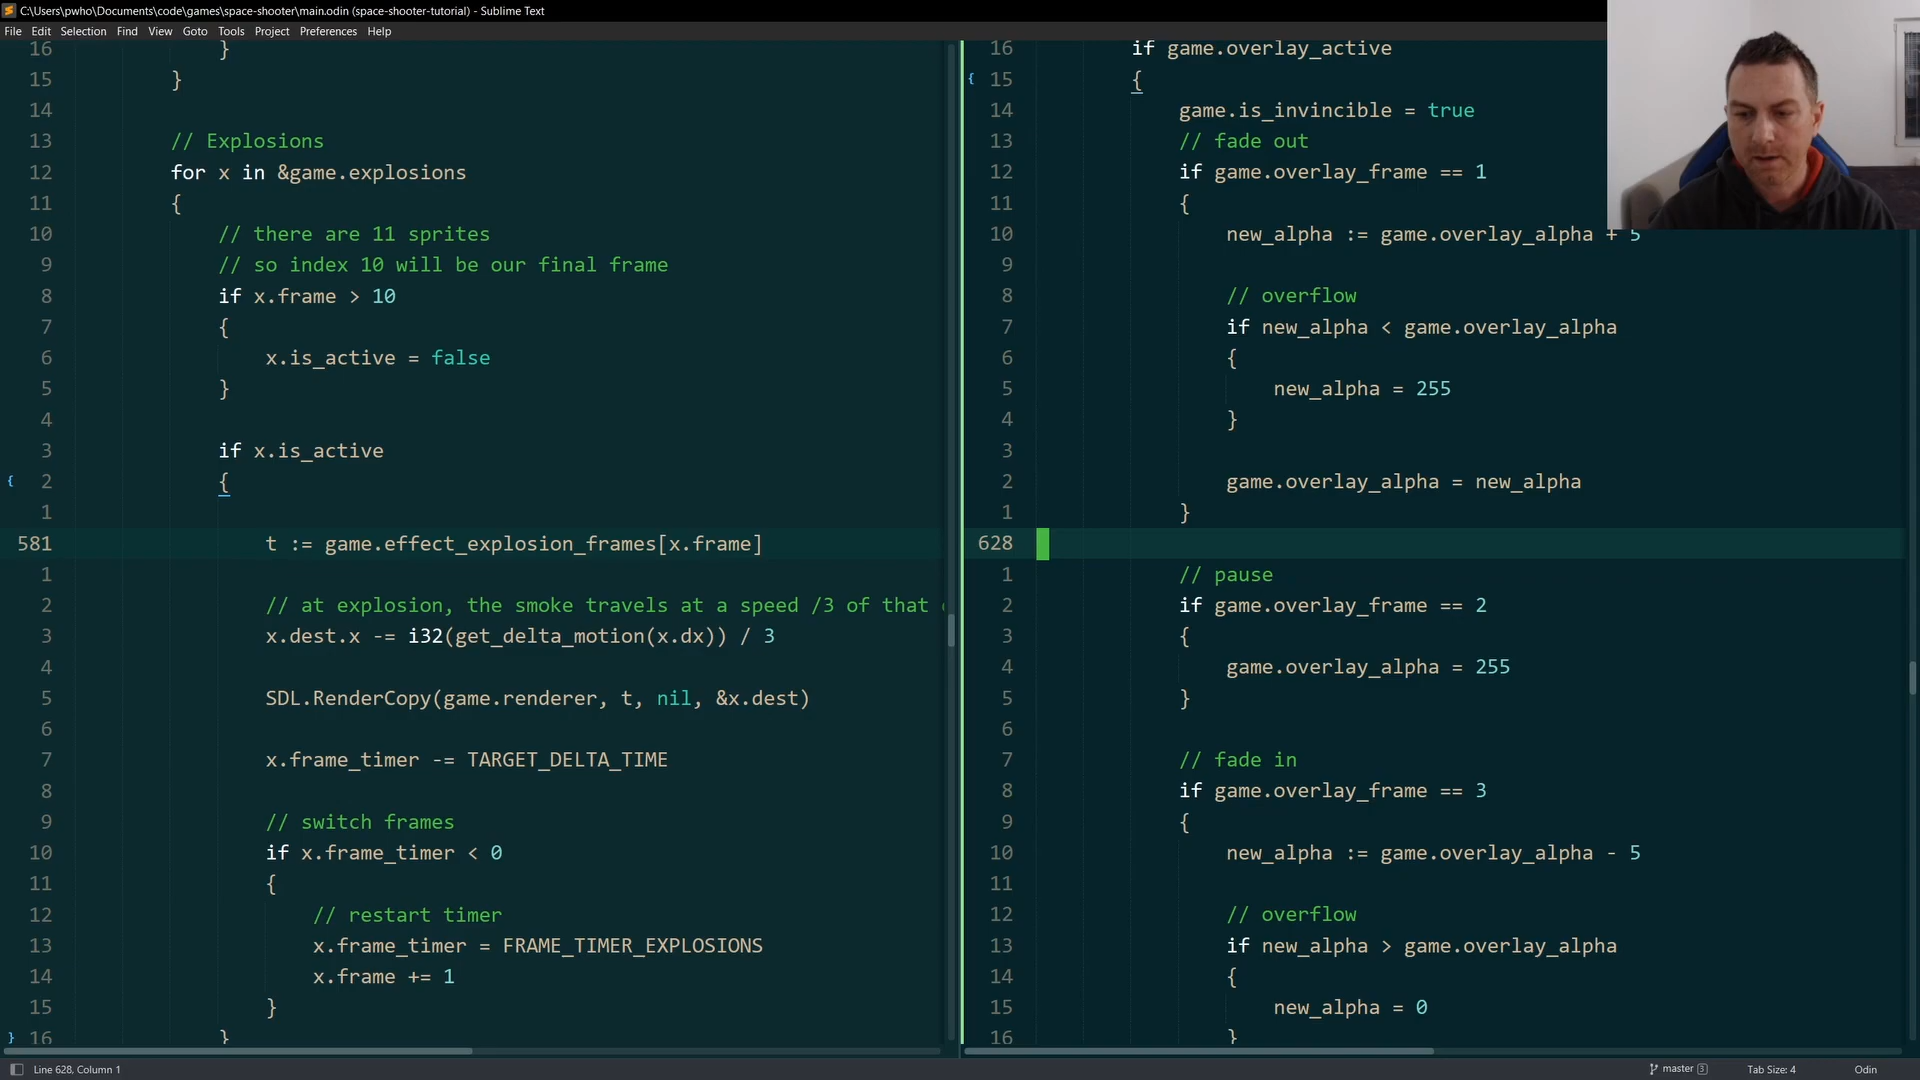 C:\Users\pwho\Documents\code\games\space-shooter\main.odin (space-shooter-tutorial) - Sublime Text
File Edit Selection Find View Goto Tools Project Preferences Help
16 }
15 }
14
13 // Explosions
12 for x in &game.explosions
11 {
10 // there are 11 sprites
9 // so index 10 will be our final frame
8 if x.frame > 10
7 {
6 x.is_active = false
5 }
4
3 if x.is_active
{ 2 {
1
581 t := game.effect_explosion_frames[x.frame]
1
2 // at explosion, the smoke travels at a speed /3 of that
3 x.dest.x -= i32(get_delta_motion(x.dx)) / 3
4
5 SDL.RenderCopy(game.renderer, t, nil, &x.dest)
6
7 x.frame_timer -= TARGET_DELTA_TIME
8
9 // switch frames
10 if x.frame_timer < 0
11 {
12 // restart timer
13 x.frame_timer = FRAME_TIMER_EXPLOSIONS
14 x.frame += 1
15 }
} 16 }
16 if game.overlay_active
{ 15 {
14 game.is_invincible = true
13 // fade out
12 if game.overlay_frame == 1
11 {
10 new_alpha := game.overlay_alpha + 5
9
8 // overflow
7 if new_alpha < game.overlay_alpha
6 {
5 new_alpha = 255
4 }
3
2 game.overlay_alpha = new_alpha
1 }
628
1 // pause
2 if game.overlay_frame == 2
3 {
4 game.overlay_alpha = 255
5 }
6
7 // fade in
8 if game.overlay_frame == 3
9 {
10 new_alpha := game.overlay_alpha - 5
11
12 // overflow
13 if new_alpha > game.overlay_alpha
14 {
15 new_alpha = 0
16 }
Line 628, Column 1
master 3
Tab Size: 4
Odin